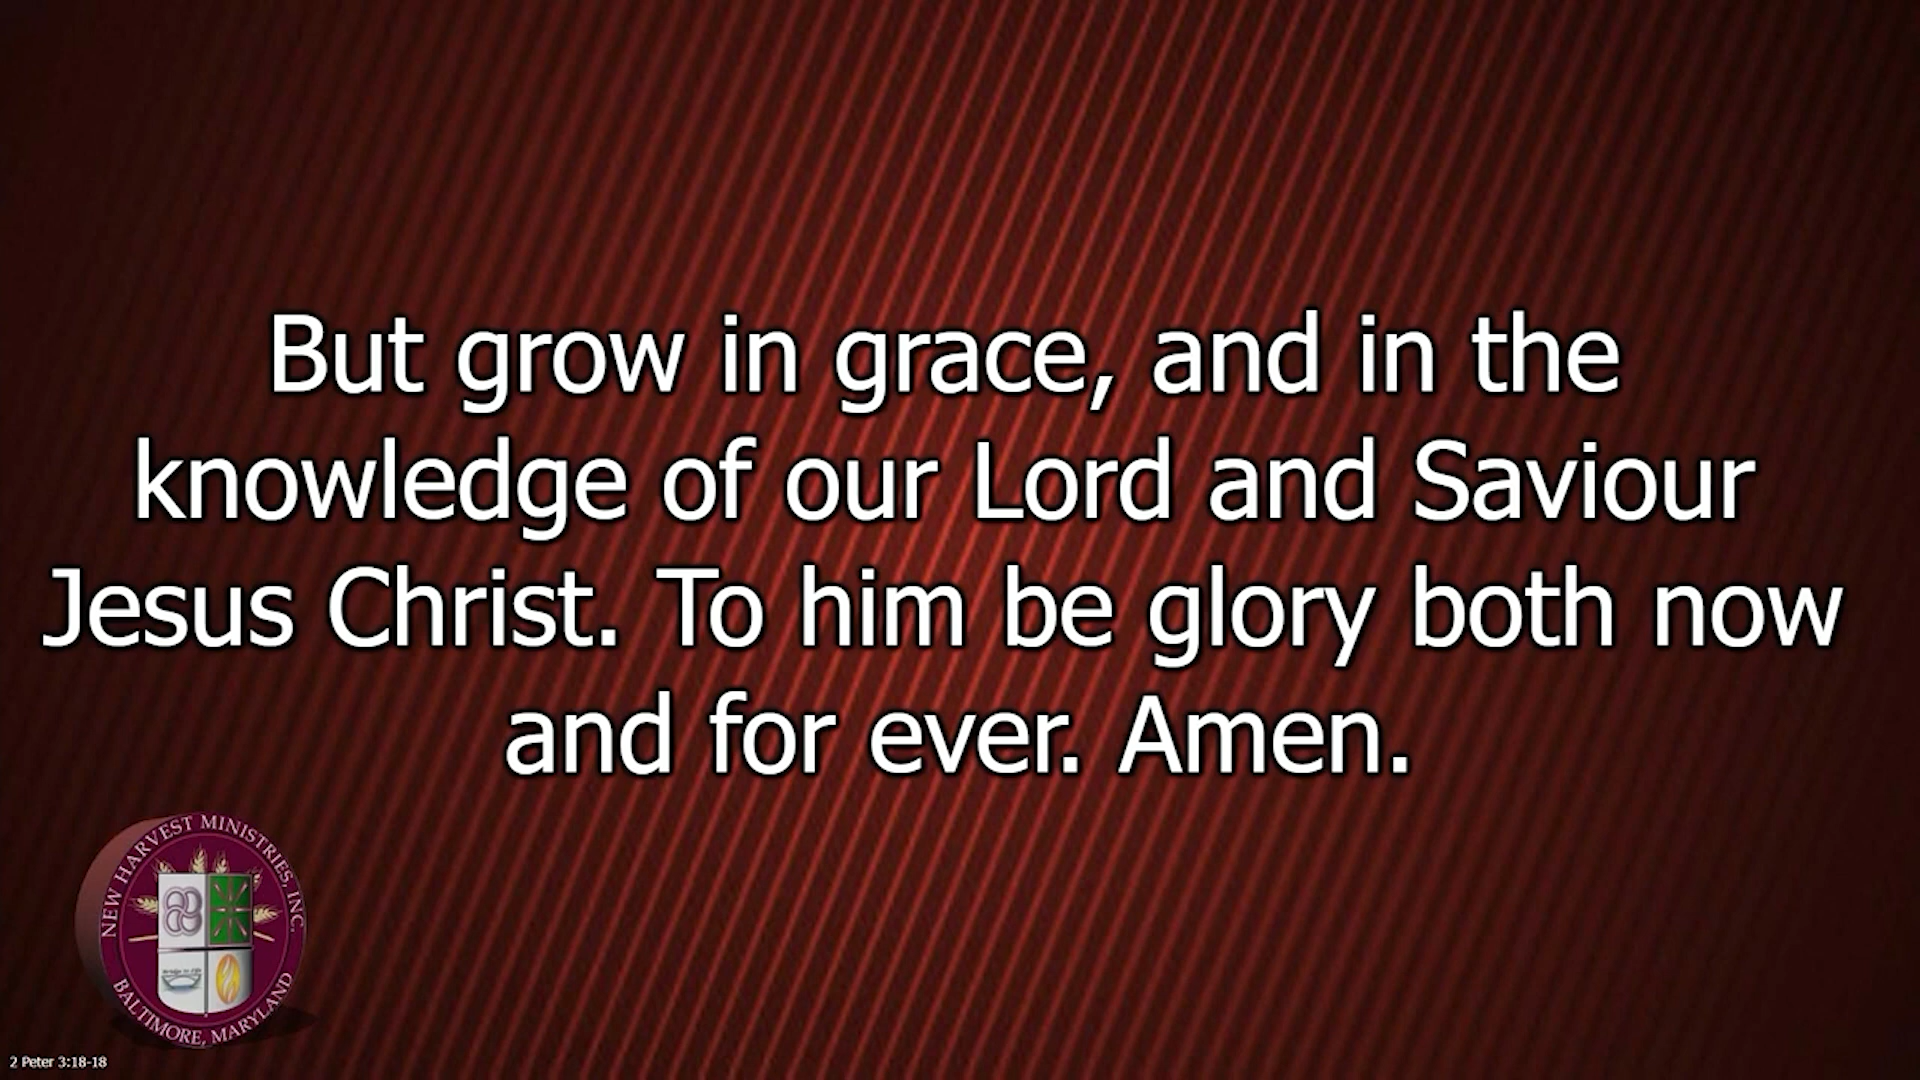 But grow in grace, and in the
knowledge of our Lord and Saviour
Jesus Christ. To him be glory both now
and for ever. Amen.
NEW HARVEST MINISTRIES, INC.
BALTIMORE, MARYLAND
2 Peter 3:18-18